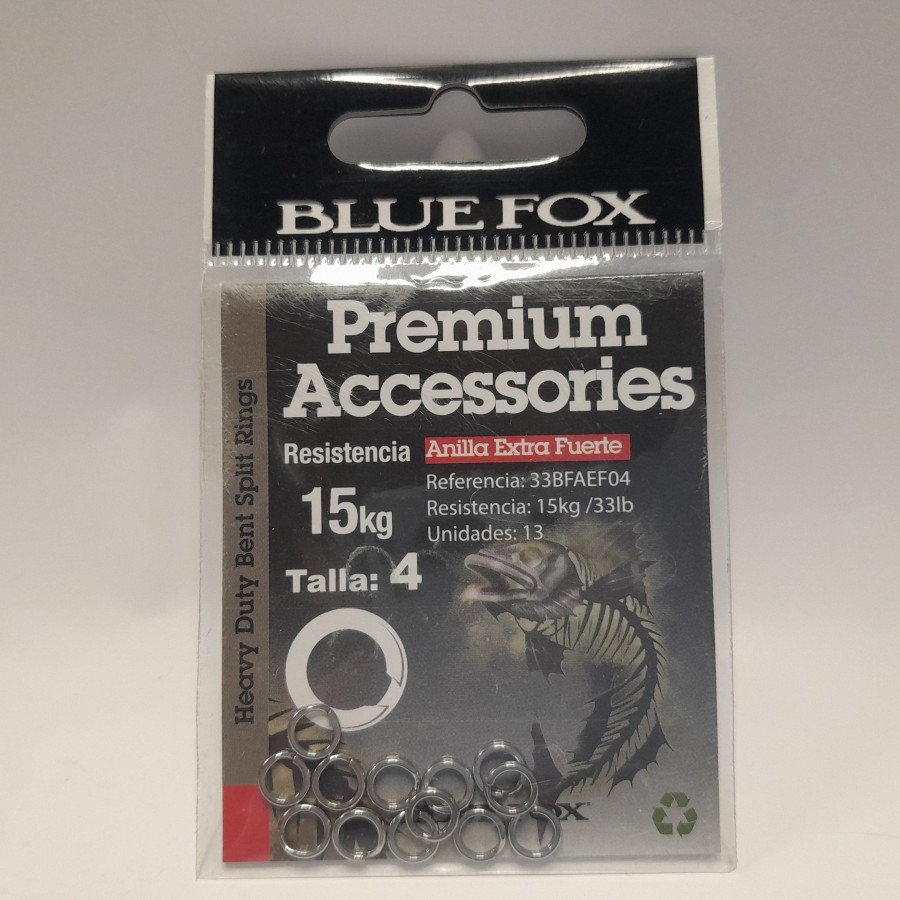 BLUE FOX
Premium
Accessories
Heavy Duty Bent Split Rings
Resistencia
15kg
Talla: 4
Anilla Extra Fuerte
Referencia: 33BFAEF04
Resistencia: 15kg /33lb
Unidades: 13
FOX